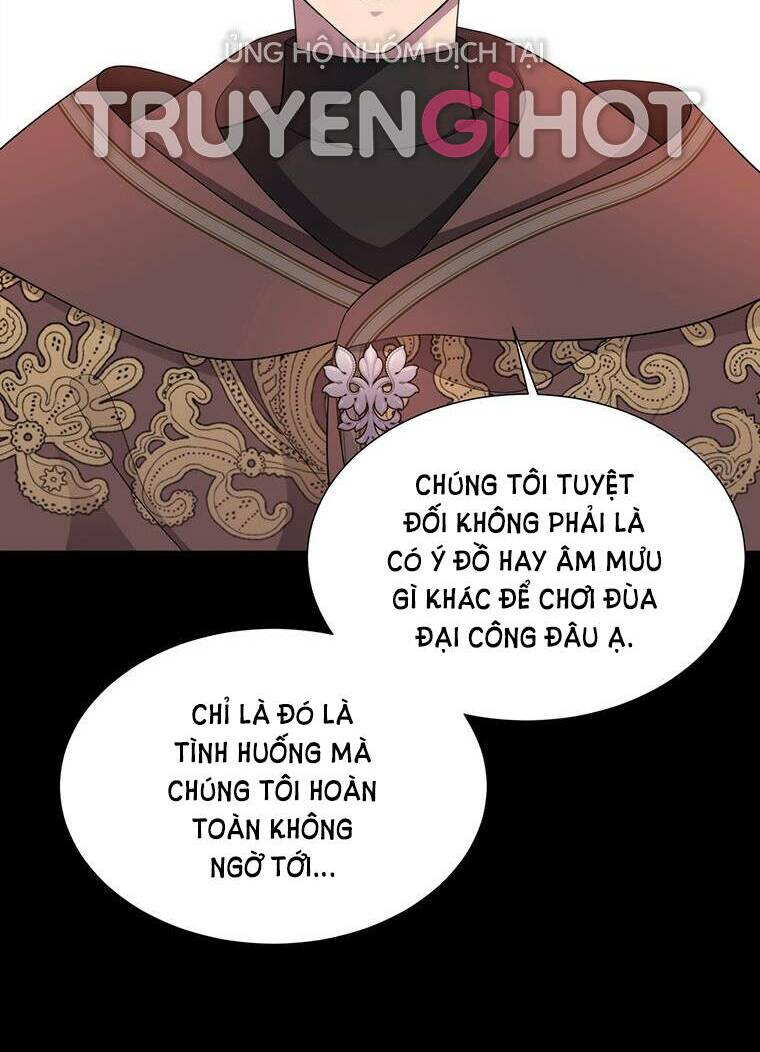 ỦNG HỘ NHÓM DỊCH TẠI
TRUYENGÌHOT
CHÚNG TÔI TUYỆT
ĐỐI KHÔNG PHẢI LÀ
CÓ Ý ĐỒ HAY ÂM MƯU
GÌ KHÁC ĐỂ CHƠI ĐÙA
ĐẠI CÔNG ĐÂU Ạ.
CHỈ LÀ ĐÓ LÀ
TÌNH HUỐNG MÀ
CHÚNG TÔI HOÀN
TOÀN KHÔNG
NGỜ TỚI...